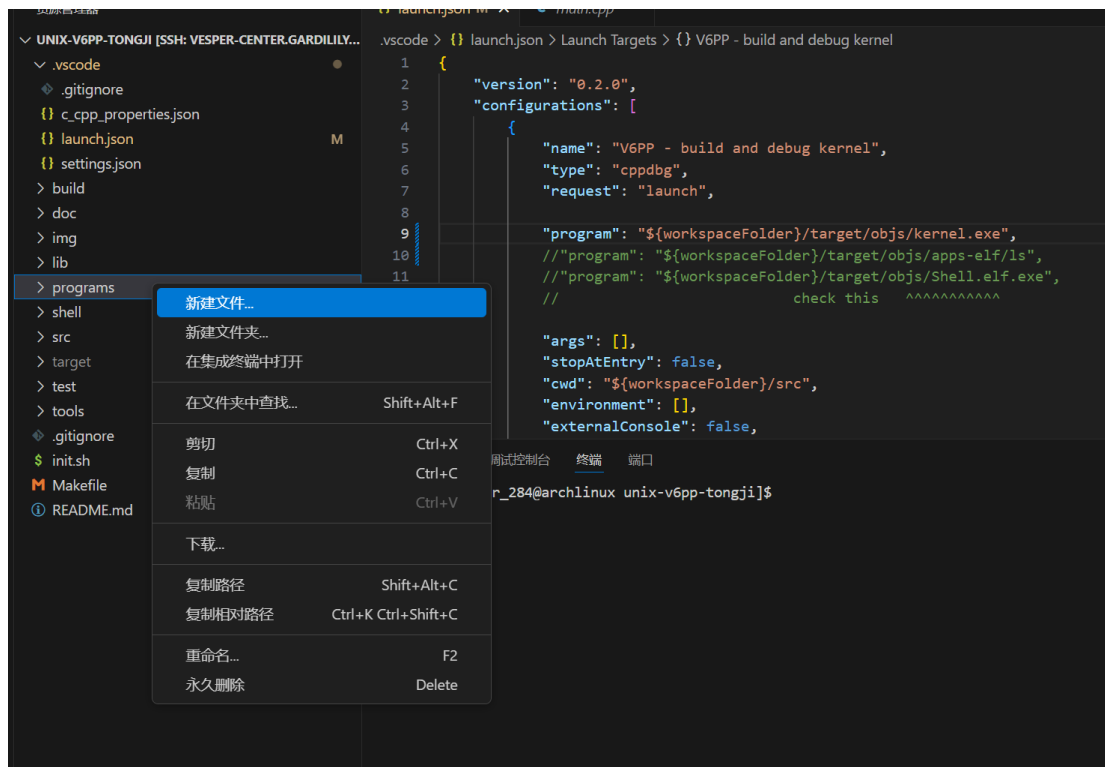 资源管理器
launch.json M
main.cpp
UNIX-V6PP-TONGJI [SSH: VESPER-CENTER.GARDILILY...
.vscode
.gitignore
c_cpp_properties.json
launch.json M
settings.json
build
doc
img
lib
programs
shell
src
target
test
tools
.gitignore
init.sh
Makefile
README.md
新建文件...
新建文件夹...
在集成终端中打开
在文件夹中查找... Shift+Alt+F
剪切 Ctrl+X
复制 Ctrl+C
粘贴 Ctrl+V
下载...
复制路径 Shift+Alt+C
复制相对路径 Ctrl+K Ctrl+Shift+C
重命名... F2
永久删除 Delete
.vscode > {} launch.json > Launch Targets > {} V6PP - build and debug kernel
1 {
2 "version": "0.2.0",
3 "configurations": [
4 {
5 "name": "V6PP - build and debug kernel",
6 "type": "cppdbg",
7 "request": "launch",
8
9 "program": "${workspaceFolder}/target/objs/kernel.exe",
10 //"program": "${workspaceFolder}/target/objs/apps-elf/ls",
11 //"program": "${workspaceFolder}/target/objs/Shell.elf.exe",
// check this ^^^^^^^^^^^
"args": [],
"stopAtEntry": false,
"cwd": "${workspaceFolder}/src",
"environment": [],
"externalConsole": false,
调试控制台 终端 端口
r_284@archlinux unix-v6pp-tongji]$